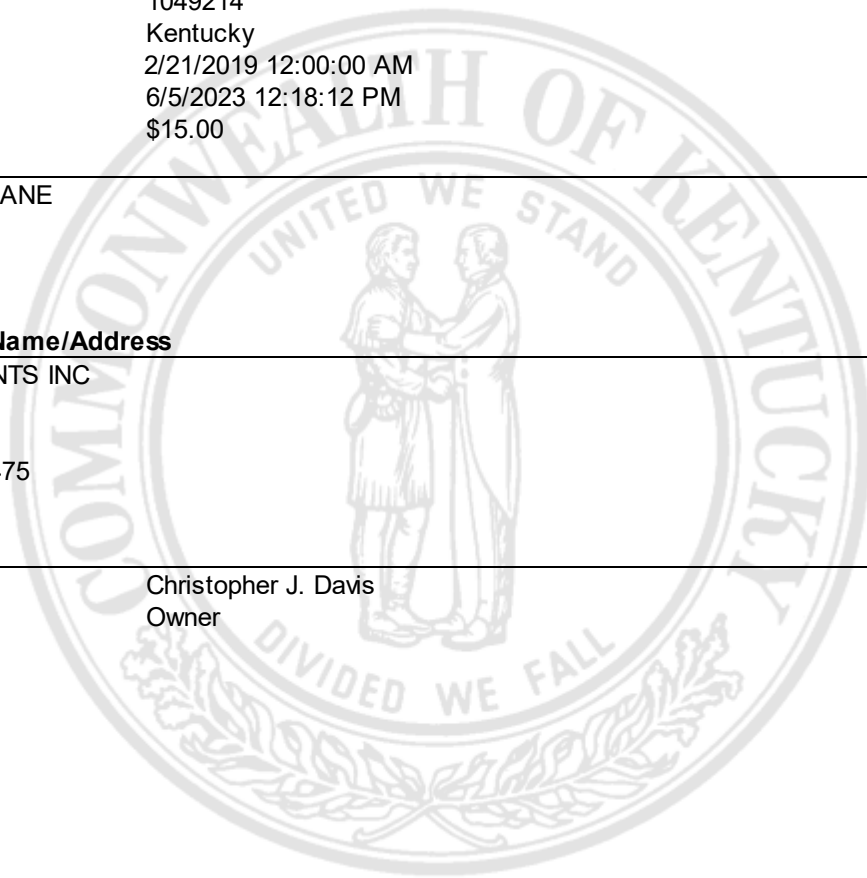 1049214
Kentucky
2/21/2019 12:00:00 AM
6/5/2023 12:18:12 PM
$15.00
ANE
Name/Address
NTS INC
475
Christopher J. Davis
Owner
COMMONWEALTH OF KENTUCKY
UNITED WE STAND
DIVIDED WE FALL